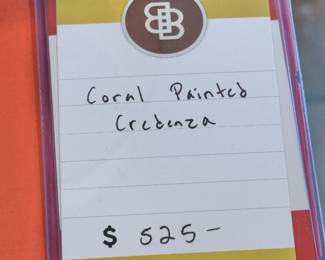 Coral Painted
Credenza
$ 525-